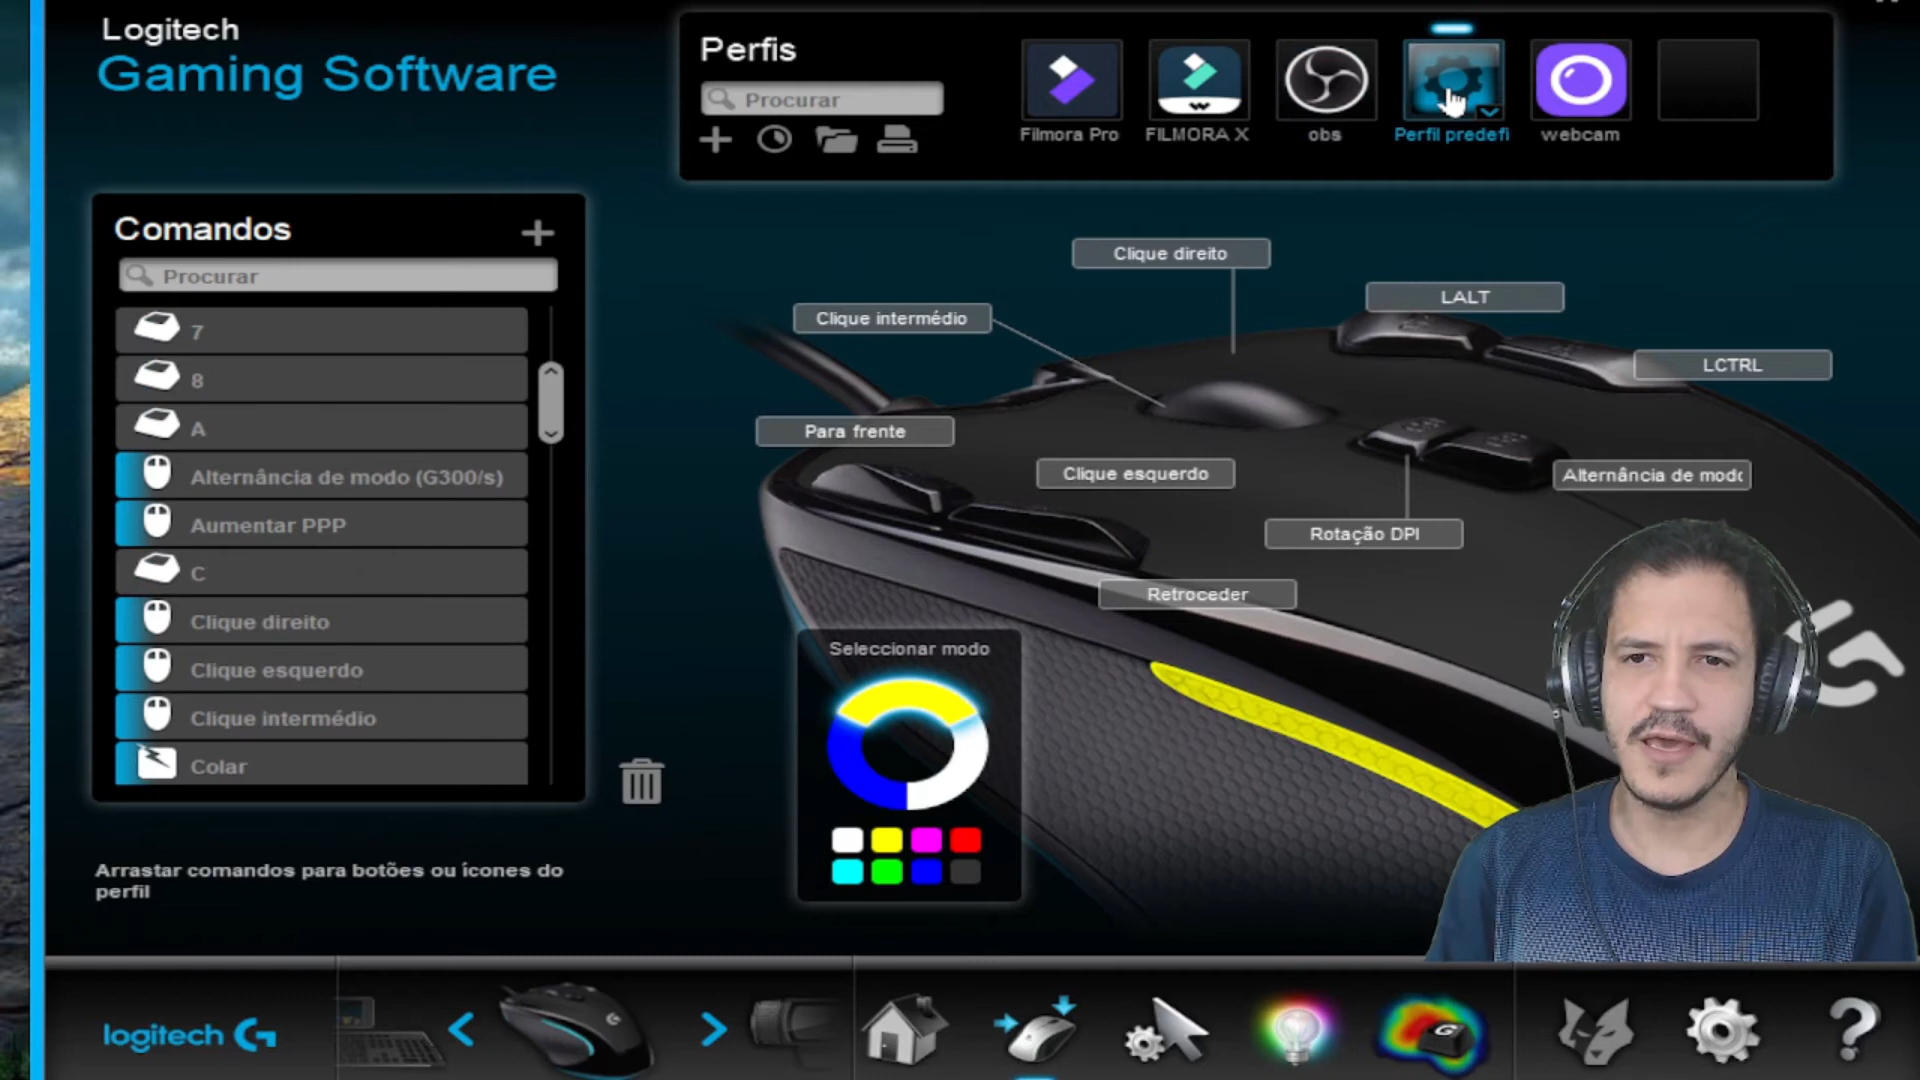 Logitech
Gaming Software
Perfis
Procurar
Filmora Pro
FILMORA X
obs
Perfil predefi
webcam
Comandos
Procurar
7
8
A
Alternância de modo (G300/s)
Aumentar PPP
C
Clique direito
Clique esquerdo
Clique intermédio
Colar
Arrastar comandos para botões ou ícones do
perfil
Clique direito
LALT
Clique intermédio
LCTRL
Para frente
Clique esquerdo
Alternância de modo
Rotação DPI
Retroceder
Seleccionar modo
logitech G